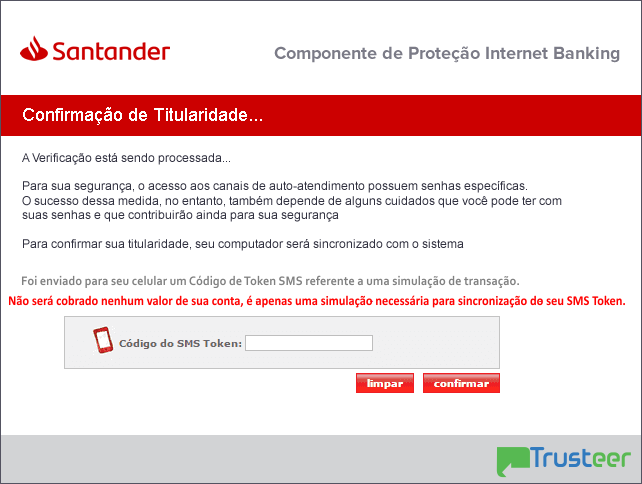 Santander
Componente de Proteção Internet Banking
Confirmação de Titularidade...
A Verificação está sendo processada...
Para sua segurança, o acesso aos canais de auto-atendimento possuem senhas específicas.
O sucesso dessa medida, no entanto, também depende de alguns cuidados que você pode ter com
suas senhas e que contribuirão ainda para sua segurança
Para confirmar sua titularidade, seu computador será sincronizado com o sistema
Foi enviado para seu celular um Código de Token SMS referente a uma simulação de transação.
Não será cobrado nenhum valor de sua conta, é apenas uma simulação necessária para sincronização do seu SMS Token.
Código do SMS Token:
limpar confirmar
Trusteer